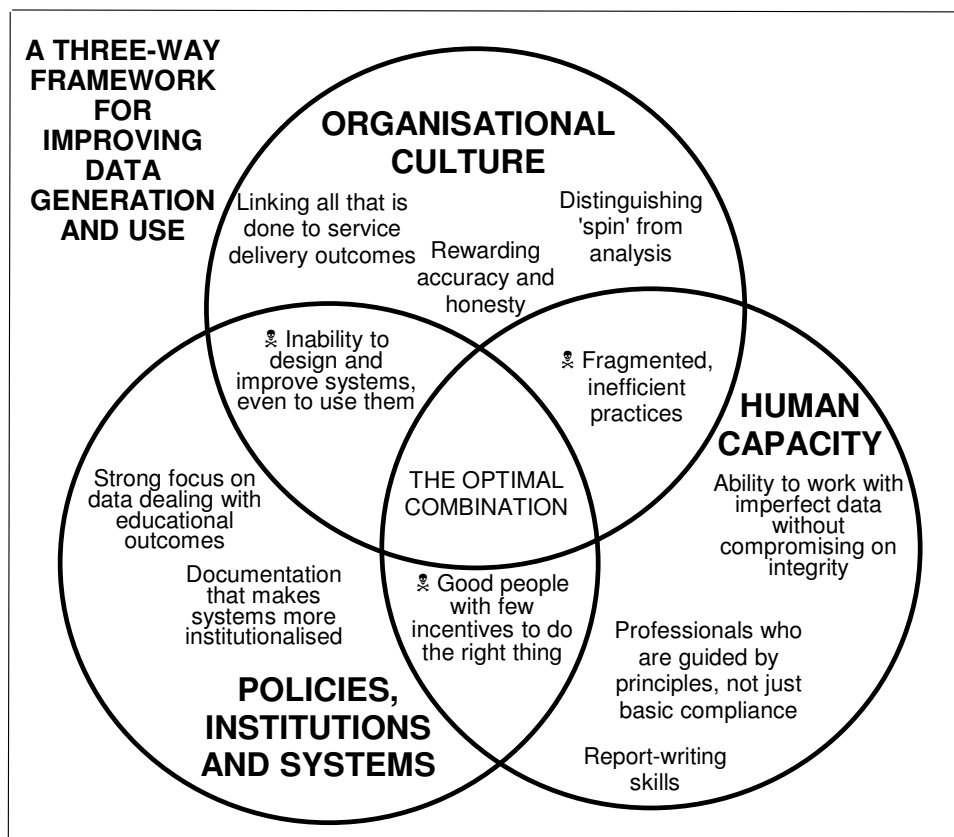 A THREE-WAY
FRAMEWORK
FOR
IMPROVING
DATA
GENERATION
AND USE
ORGANISATIONAL
CULTURE
Linking all that is
done to service
delivery outcomes
Rewarding
accuracy and
honesty
Distinguishing
'spin' from
analysis
☠ Inability to
design and
improve systems,
even to use them
☠ Fragmented,
inefficient
practices
HUMAN
CAPACITY
Ability to work with
imperfect data
without
compromising on
integrity
Strong focus on
data dealing with
educational
outcomes
THE OPTIMAL
COMBINATION
Documentation
that makes
systems more
institutionalised
☠ Good people
with few
incentives to do
the right thing
Professionals who
are guided by
principles, not just
basic compliance
POLICIES,
INSTITUTIONS
AND SYSTEMS
Report-writing
skills